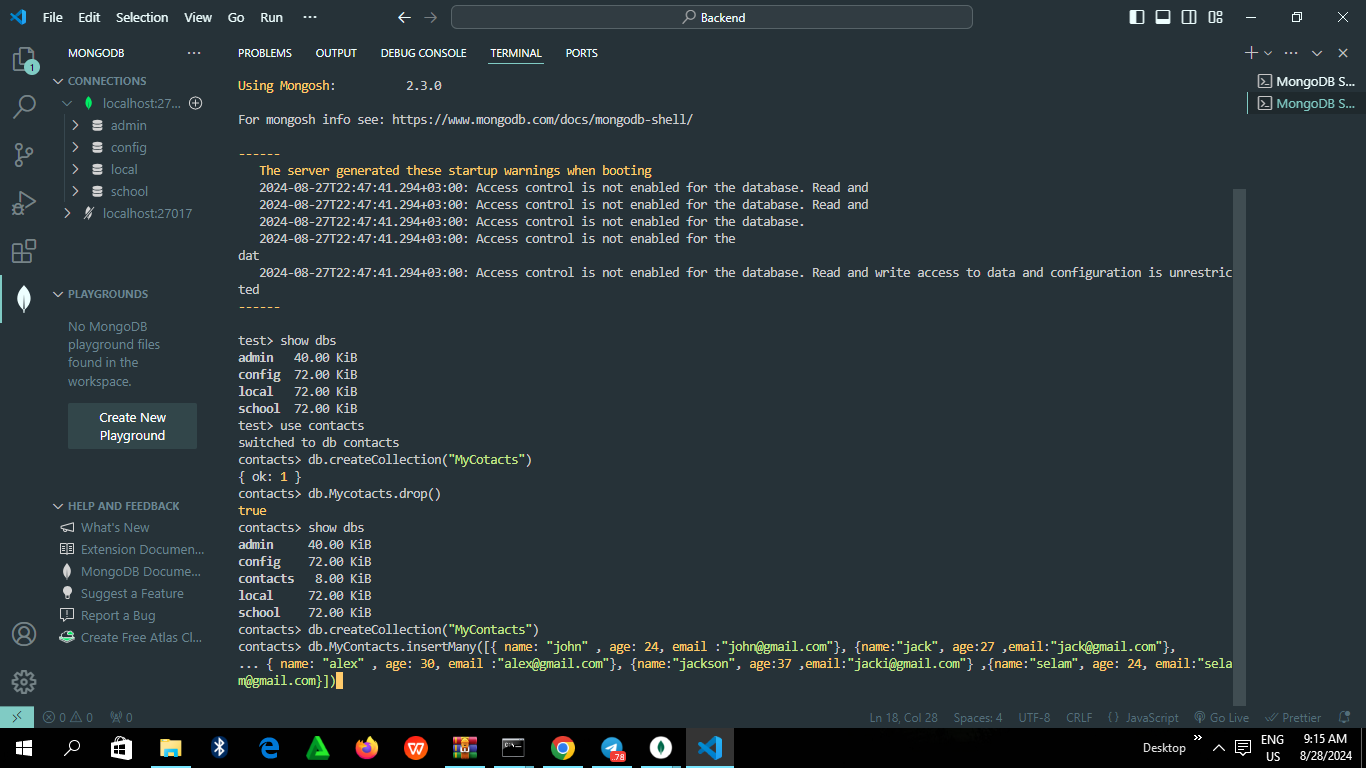 File Edit Selection View Go Run ···
Backend
MONGODB ···
PROBLEMS OUTPUT DEBUG CONSOLE TERMINAL PORTS
CONNECTIONS
localhost:27...
admin
config
local
school
localhost:27017
PLAYGROUNDS
No MongoDB
playground files
found in the
workspace.
Create New
Playground
HELP AND FEEDBACK
What's New
Extension Documen...
MongoDB Docume...
Suggest a Feature
Report a Bug
Create Free Atlas Cl...
1
Using Mongosh: 2.3.0
For mongosh info see: https://www.mongodb.com/docs/mongodb-shell/
------
The server generated these startup warnings when booting
2024-08-27T22:47:41.294+03:00: Access control is not enabled for the database. Read and
2024-08-27T22:47:41.294+03:00: Access control is not enabled for the database. Read and
2024-08-27T22:47:41.294+03:00: Access control is not enabled for the database.
2024-08-27T22:47:41.294+03:00: Access control is not enabled for the
dat
2024-08-27T22:47:41.294+03:00: Access control is not enabled for the database. Read and write access to data and configuration is unrestric
ted
------
test> show dbs
admin 40.00 KiB
config 72.00 KiB
local 72.00 KiB
school 72.00 KiB
test> use contacts
switched to db contacts
contacts> db.createCollection("MyCotacts")
{ ok: 1 }
contacts> db.Mycotacts.drop()
true
contacts> show dbs
admin 40.00 KiB
config 72.00 KiB
contacts 8.00 KiB
local 72.00 KiB
school 72.00 KiB
contacts> db.createCollection("MyContacts")
contacts> db.MyContacts.insertMany([{ name: "john" , age: 24, email :"john@gmail.com"}, {name:"jack", age:27 ,email:"jack@gmail.com"},
... { name: "alex" , age: 30, email :"alex@gmail.com"}, {name:"jackson", age:37 ,email:"jacki@gmail.com"} ,{name:"selam", age: 24, email:"sela
m@gmail.com}])
MongoDB S...
MongoDB S...
0 0 0
Ln 18, Col 28 Spaces: 4 UTF-8 CRLF {} JavaScript Go Live Prettier
78
Desktop
ENG
US
9:15 AM
8/28/2024